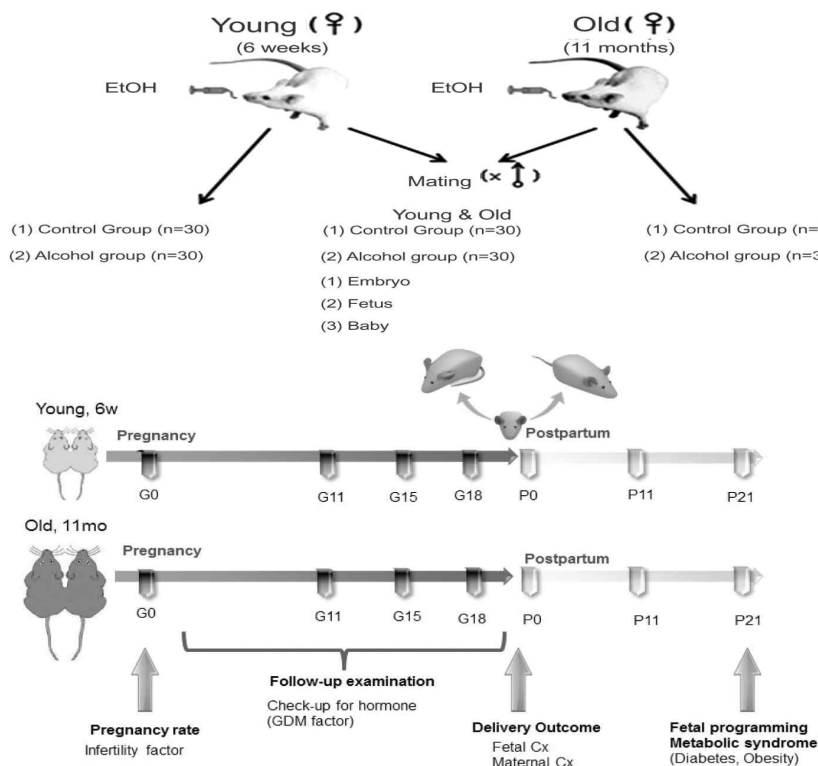 Young (♀)
(6 weeks)
Old (♀)
(11 months)
EtOH
EtOH
Mating (× ♂)
Young & Old
(1) Control Group (n=30)
(2) Alcohol group (n=30)
(1) Control Group (n=30)
(2) Alcohol group (n=30)
(1) Embryo
(2) Fetus
(3) Baby
(1) Control Group (n=
(2) Alcohol group (n=3
Young, 6w
Pregnancy
Postpartum
G0
G11
G15
G18
P0
P11
P21
Old, 11mo
Pregnancy
Postpartum
G0
G11
G15
G18
P0
P11
P21
Pregnancy rate
Infertility factor
Follow-up examination
Check-up for hormone
(GDM factor)
Delivery Outcome
Fetal Cx
Maternal Cx
Fetal programming
Metabolic syndrome
(Diabetes, Obesity)